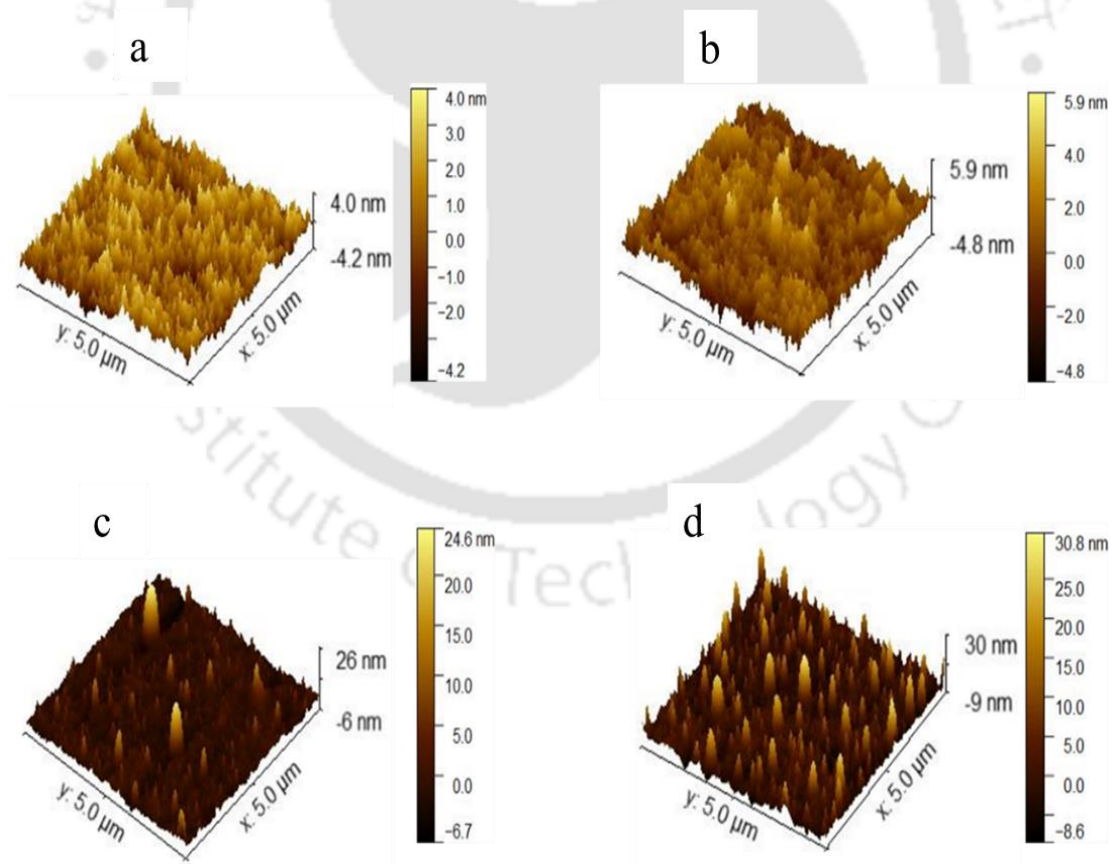 a
4.0 nm
3.0
2.0
1.0
0.0
-1.0
-2.0
-4.2
4.0 nm
-4.2 nm
y: 5.0 µm
x: 5.0 µm
b
5.9 nm
4.0
2.0
0.0
-2.0
-4.8
5.9 nm
-4.8 nm
y: 5.0 µm
x: 5.0 µm
stitute o
Tec
logy O
c
24.6 nm
20.0
15.0
10.0
5.0
0.0
-6.7
26 nm
-6 nm
y: 5.0 µm
x: 5.0 µm
d
30.8 nm
25.0
20.0
15.0
10.0
5.0
0.0
-8.6
30 nm
-9 nm
y: 5.0 µm
x: 5.0 µm